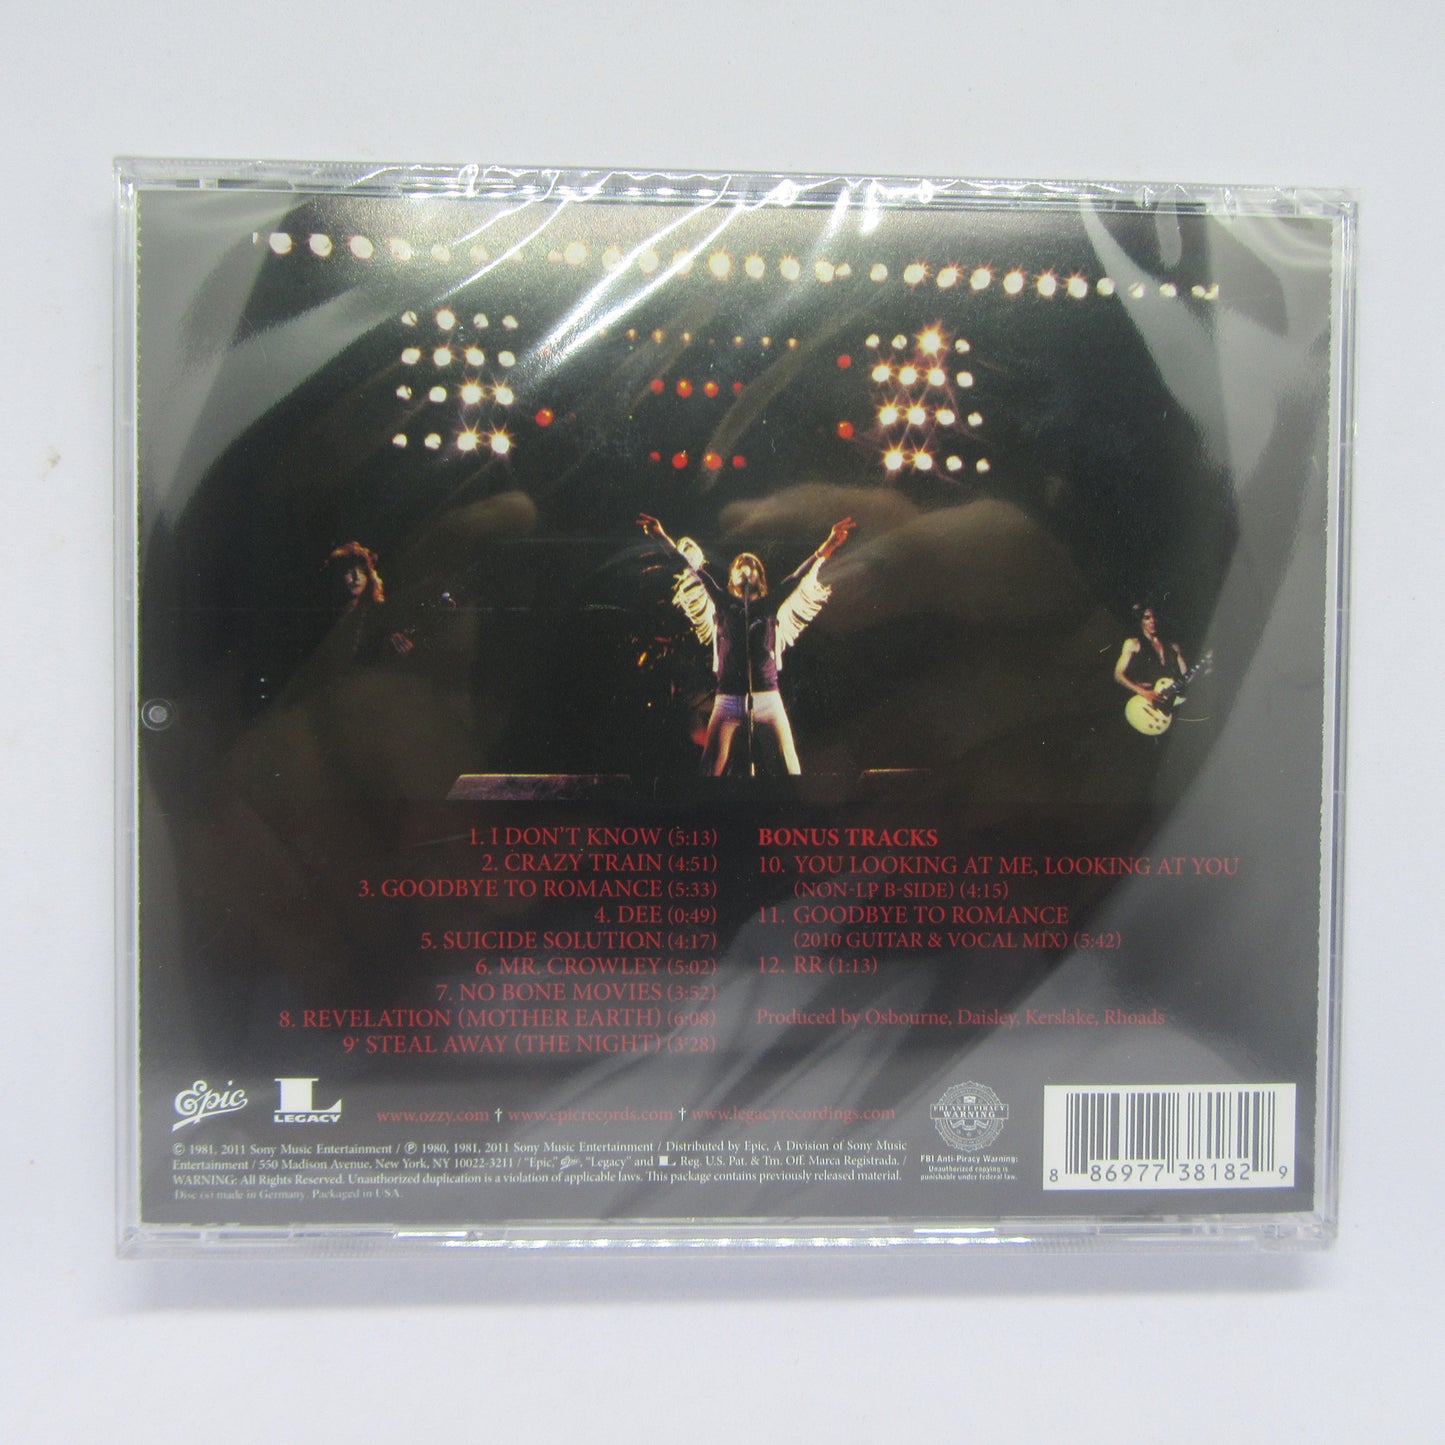 1. I DON'T KNOW (5:13)
2. CRAZY TRAIN (4:51)
3. GOODBYE TO ROMANCE (5:33)
4. DEE (0:49)
5. SUICIDE SOLUTION (4:17)
6. MR. CROWLEY (5:02)
7. NO BONE MOVIES (3:52)
8. REVELATION (MOTHER EARTH) (6:08)
9. STEAL AWAY (THE NIGHT) (3:28)
BONUS TRACKS
10. YOU LOOKING AT ME, LOOKING AT YOU
(NON-LP B-SIDE) (4:15)
11. GOODBYE TO ROMANCE
(2010 GUITAR & VOCAL MIX) (5:42)
12. RR (1:13)
Produced by Osbourne, Daisley, Kerslake, Rhoads
Epic
L
LEGACY
www.ozzy.com † www.epicrecords.com † www.legacyrecordings.com
© 1981, 2011 Sony Music Entertainment / ℗ 1980, 1981, 2011 Sony Music Entertainment / Distributed by Epic, A Division of Sony Music
Entertainment / 550 Madison Avenue, New York, NY 10022-3211 / "Epic," Epic, "Legacy" and L Reg. U.S. Pat. & Tm. Off. Marca Registrada. /
WARNING: All Rights Reserved. Unauthorized duplication is a violation of applicable laws. This package contains previously released material.
Disc (s) made in Germany. Packaged in USA.
FBI ANTI-PIRACY
WARNING
FBI Anti-Piracy Warning:
Unauthorized copying is
punishable under federal law.
8 86977 38182 9